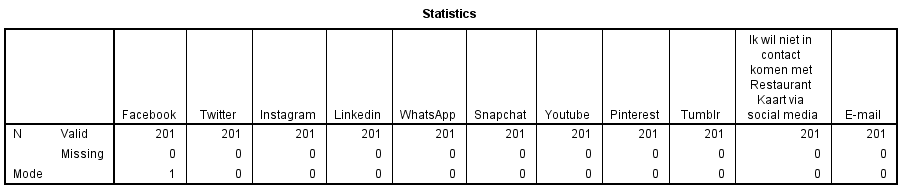 Statistics
Facebook Twitter Instagram Linkedin WhatsApp Snapchat Youtube Pinterest Tumblr Ik wil niet in contact komen met Restaurant Kaart via social media E-mail
N Valid 201 201 201 201 201 201 201 201 201 201 201
Missing 0 0 0 0 0 0 0 0 0 0 0
Mode 1 0 0 0 0 0 0 0 0 0 0